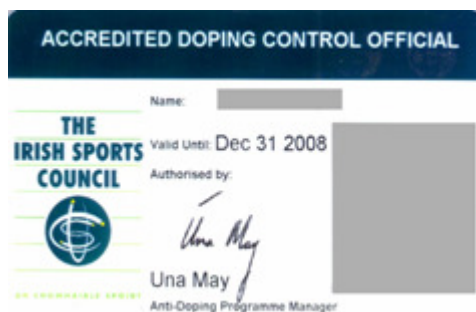 ACCREDITED DOPING CONTROL OFFICIAL
Name:
THE
IRISH SPORTS
COUNCIL
Valid Until: Dec 31 2008
Authorised by:
Una May
Una May
Anti-Doping Programme Manager